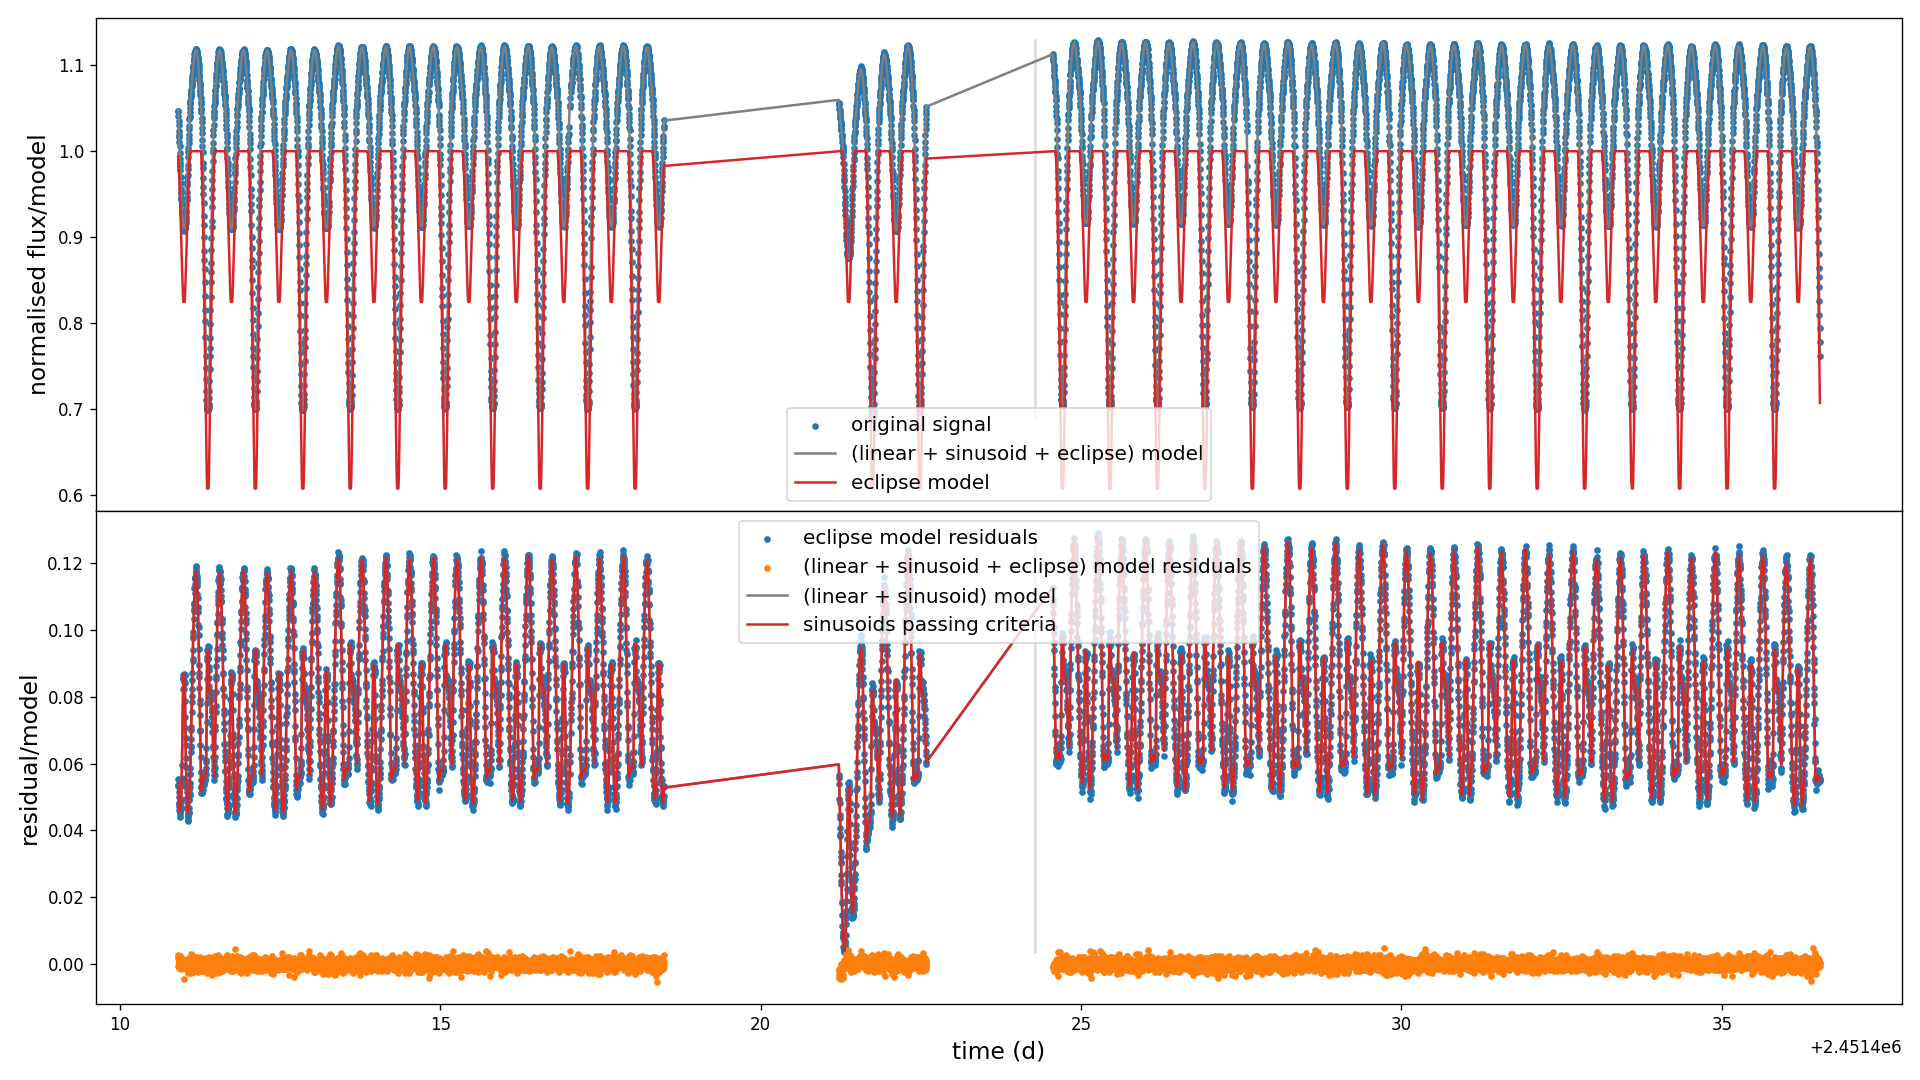 normalised flux/model
1.1
1.0
0.9
0.8
0.7
0.6
original signal
(linear + sinusoid + eclipse) model
eclipse model
residual/model
0.12
0.10
0.08
0.06
0.04
0.02
0.00
eclipse model residuals
(linear + sinusoid + eclipse) model residuals
(linear + sinusoid) model
sinusoids passing criteria
10 15 20 25 30 35
time (d)
+2.4514e6